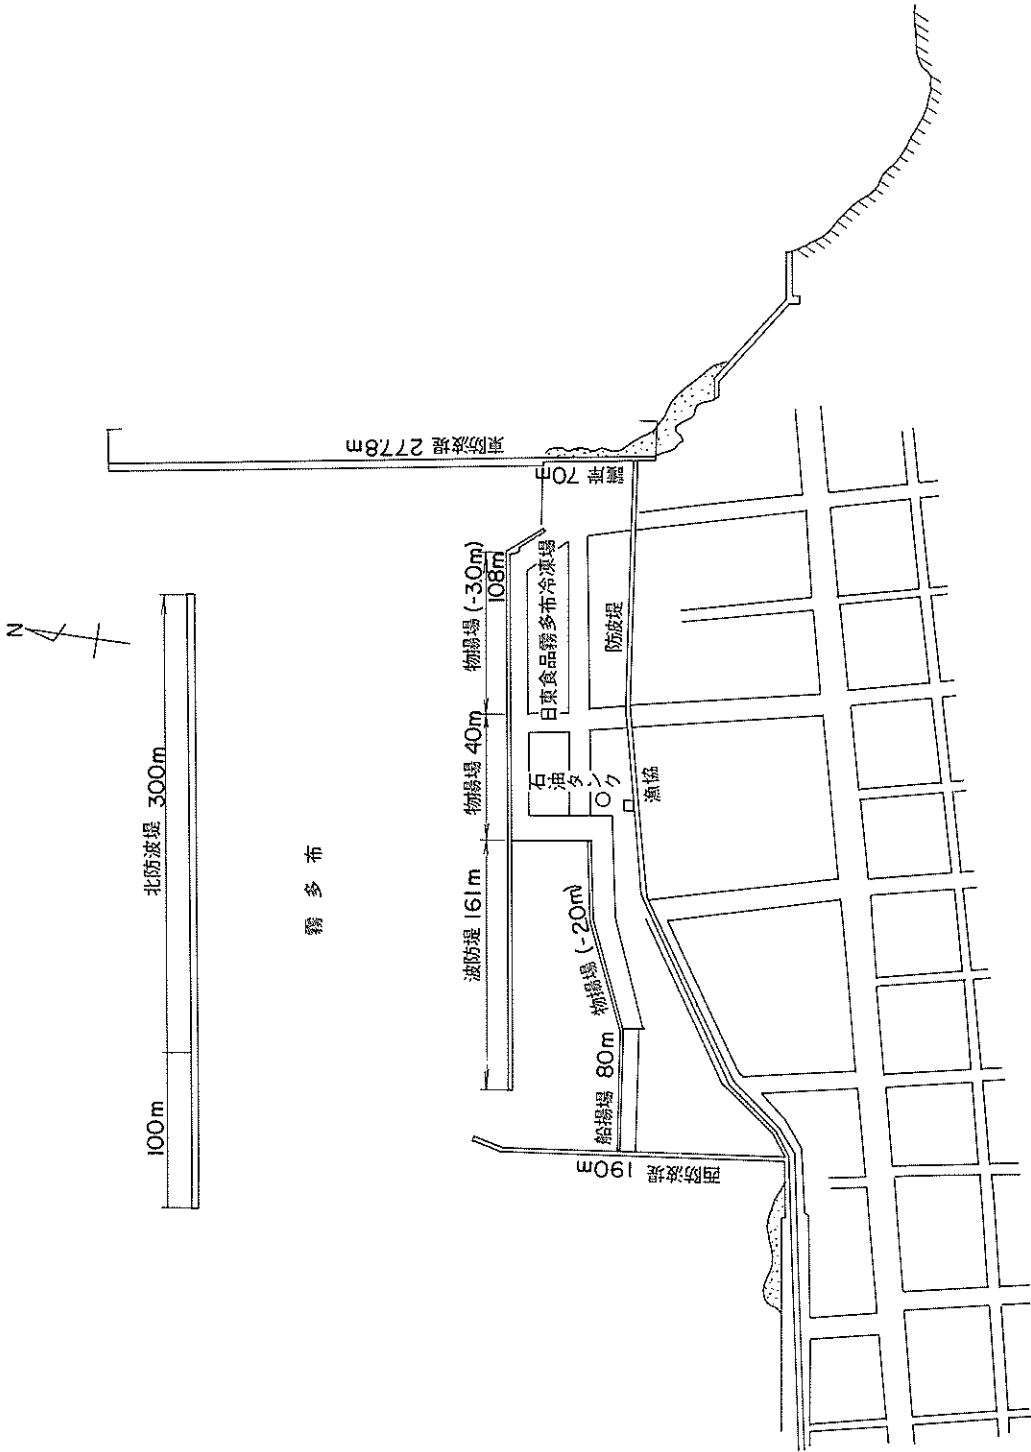 N
北防波堤 300m
100m
霧多布
東防波堤 277.8m
護岸 70m
物揚場 (-3.0m)
108m
物揚場 40m
波防堤 161m
日東食品霧多布冷凍場
防波堤
石油タンク
漁協
物揚場 (-2.0m)
船揚場 80m
西防波堤 190m